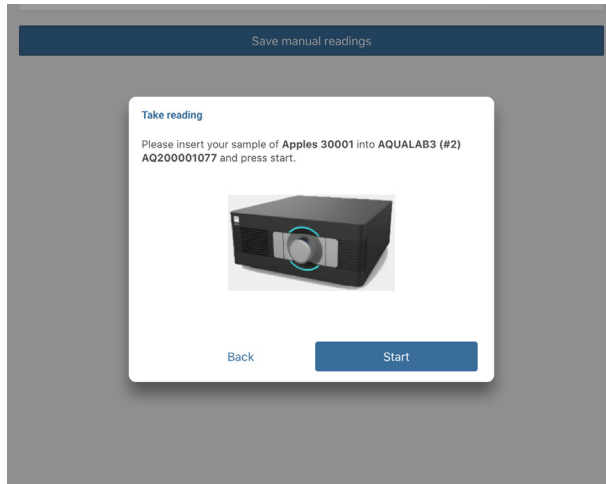 Save manual readings
Take reading
Please insert your sample of Apples 30001 into AQUALAB3 (#2)
AQ200001077 and press start.
Back
Start